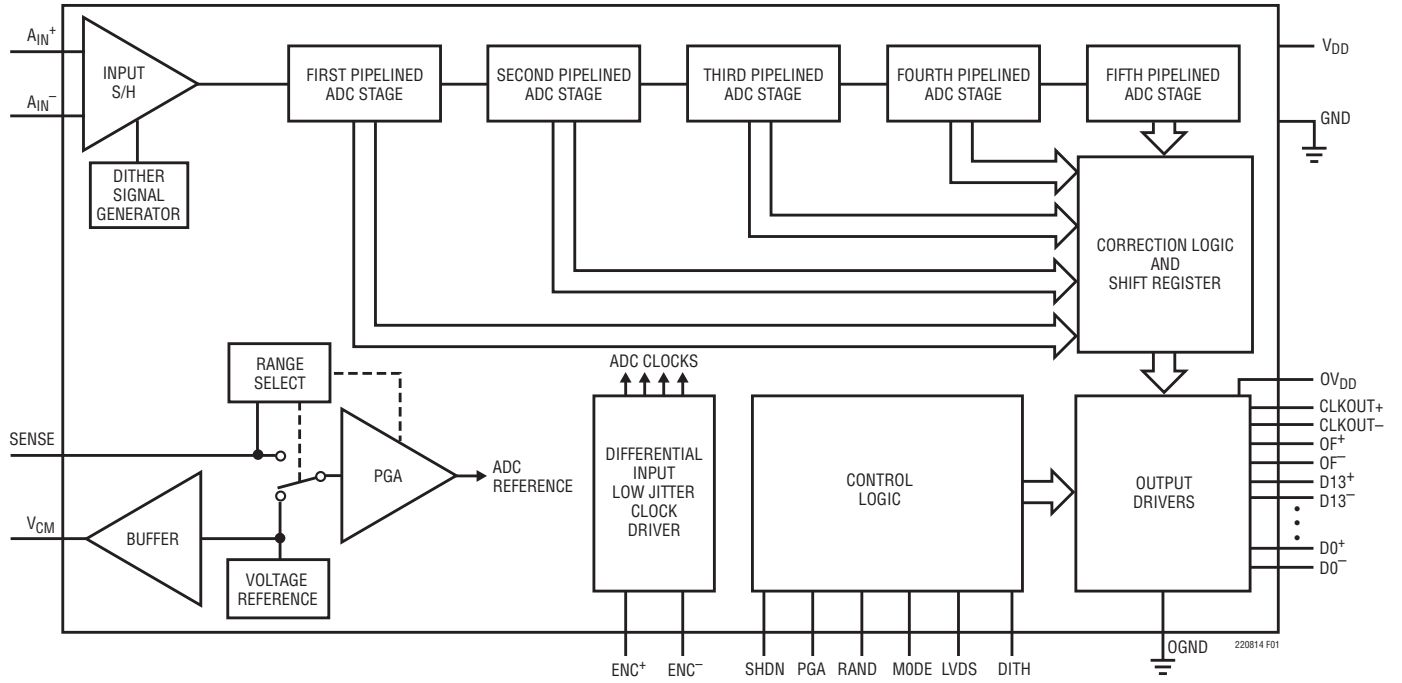 AIN+
AIN−
INPUT
S/H
DITHER
SIGNAL
GENERATOR
FIRST PIPELINED
ADC STAGE
SECOND PIPELINED
ADC STAGE
THIRD PIPELINED
ADC STAGE
FOURTH PIPELINED
ADC STAGE
FIFTH PIPELINED
ADC STAGE
VDD
GND
CORRECTION LOGIC
AND
SHIFT REGISTER
RANGE
SELECT
SENSE
PGA
ADC
REFERENCE
VCM
BUFFER
VOLTAGE
REFERENCE
ADC CLOCKS
DIFFERENTIAL
INPUT
LOW JITTER
CLOCK
DRIVER
ENC+
ENC−
CONTROL
LOGIC
SHDN
PGA
RAND
MODE
LVDS
DITH
OUTPUT
DRIVERS
OVDD
CLKOUT+
CLKOUT−
OF+
OF−
D13+
D13−
D0+
D0−
OGND
220814 F01